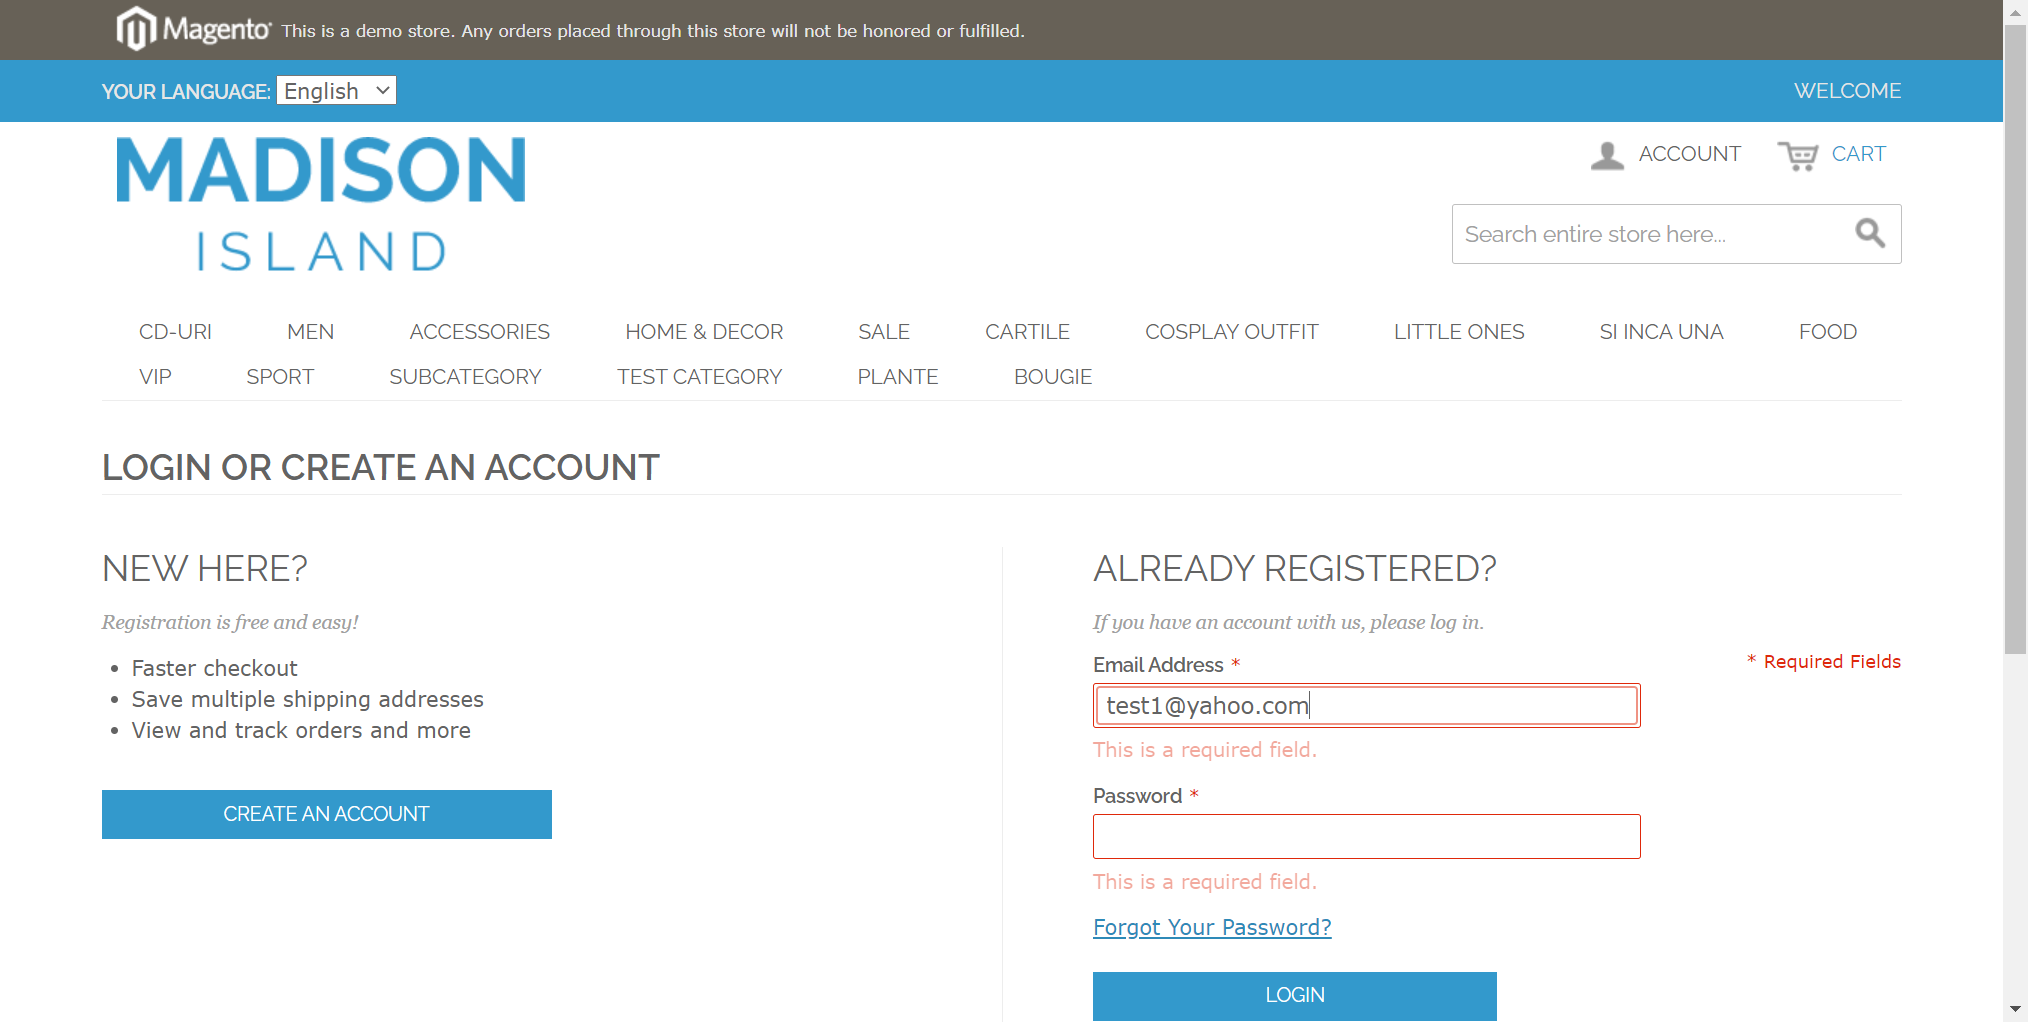 Magento This is a demo store. Any orders placed through this store will not be honored or fulfilled.
YOUR LANGUAGE: English WELCOME
MADISON
ISLAND
ACCOUNT CART
Search entire store here...
CD-URI MEN ACCESSORIES HOME & DECOR SALE CARTILE COSPLAY OUTFIT LITTLE ONES SI INCA UNA FOOD
VIP SPORT SUBCATEGORY TEST CATEGORY PLANTE BOUGIE
LOGIN OR CREATE AN ACCOUNT
NEW HERE?
Registration is free and easy!
• Faster checkout
• Save multiple shipping addresses
• View and track orders and more
CREATE AN ACCOUNT
ALREADY REGISTERED?
If you have an account with us, please log in.
Email Address *
* Required Fields
test1@yahoo.com
This is a required field.
Password *
This is a required field.
Forgot Your Password?
LOGIN